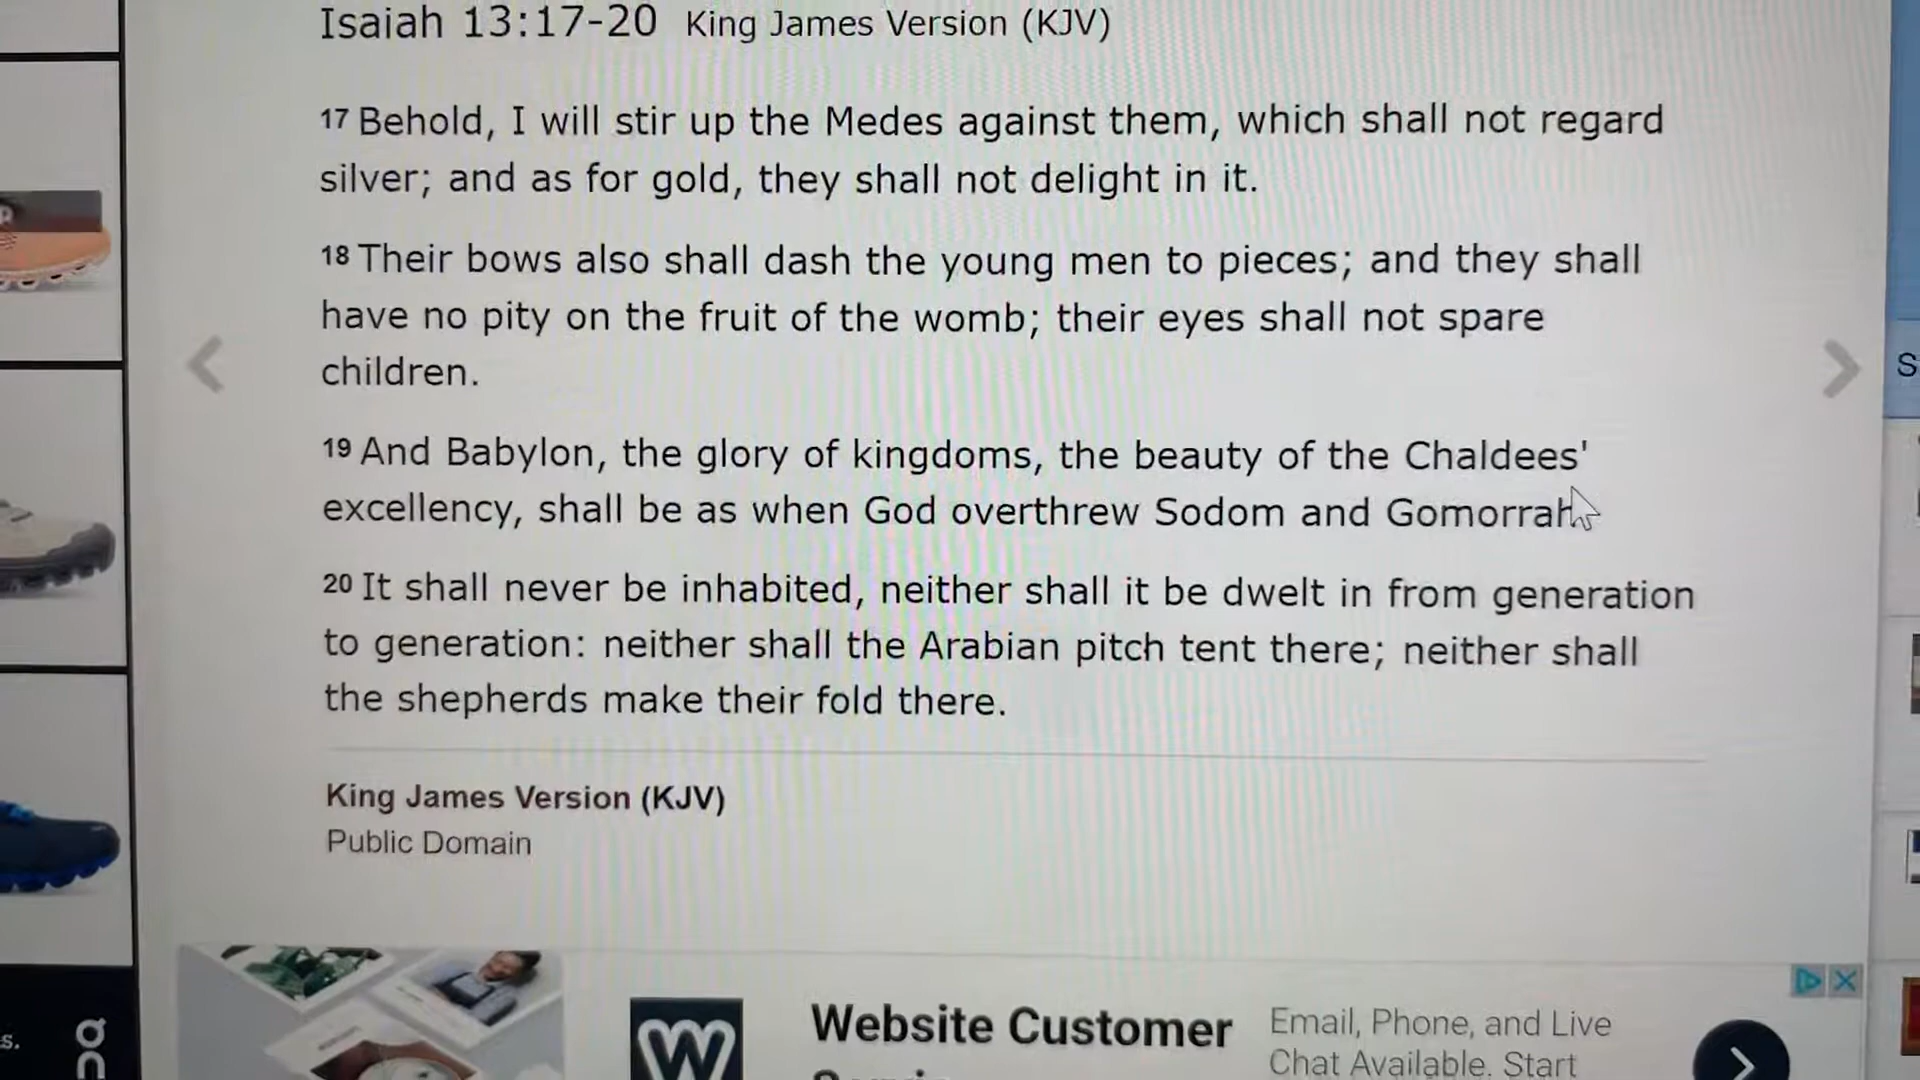 Isaiah 13:17-20 King James Version (KJV)
17 Behold, I will stir up the Medes against them, which shall not regard
silver; and as for gold, they shall not delight in it.
18 Their bows also shall dash the young men to pieces; and they shall
have no pity on the fruit of the womb; their eyes shall not spare
children.
19 And Babylon, the glory of kingdoms, the beauty of the Chaldees'
excellency, shall be as when God overthrew Sodom and Gomorrah
20 It shall never be inhabited, neither shall it be dwelt in from generation
to generation: neither shall the Arabian pitch tent there; neither shall
the shepherds make their fold there.
King James Version (KJV)
Public Domain
W
Website Customer
Email, Phone, and Live
Chat Available. Start
s.
S